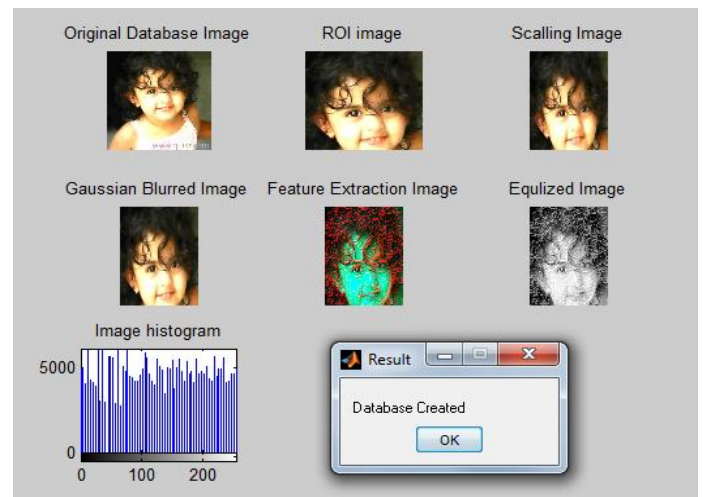 Original Database Image
ROI image
Scalling Image
Gaussian Blurred Image
Feature Extraction Image
Equlized Image
Image histogram
5000
0
0 100 200
Result
Database Created
OK